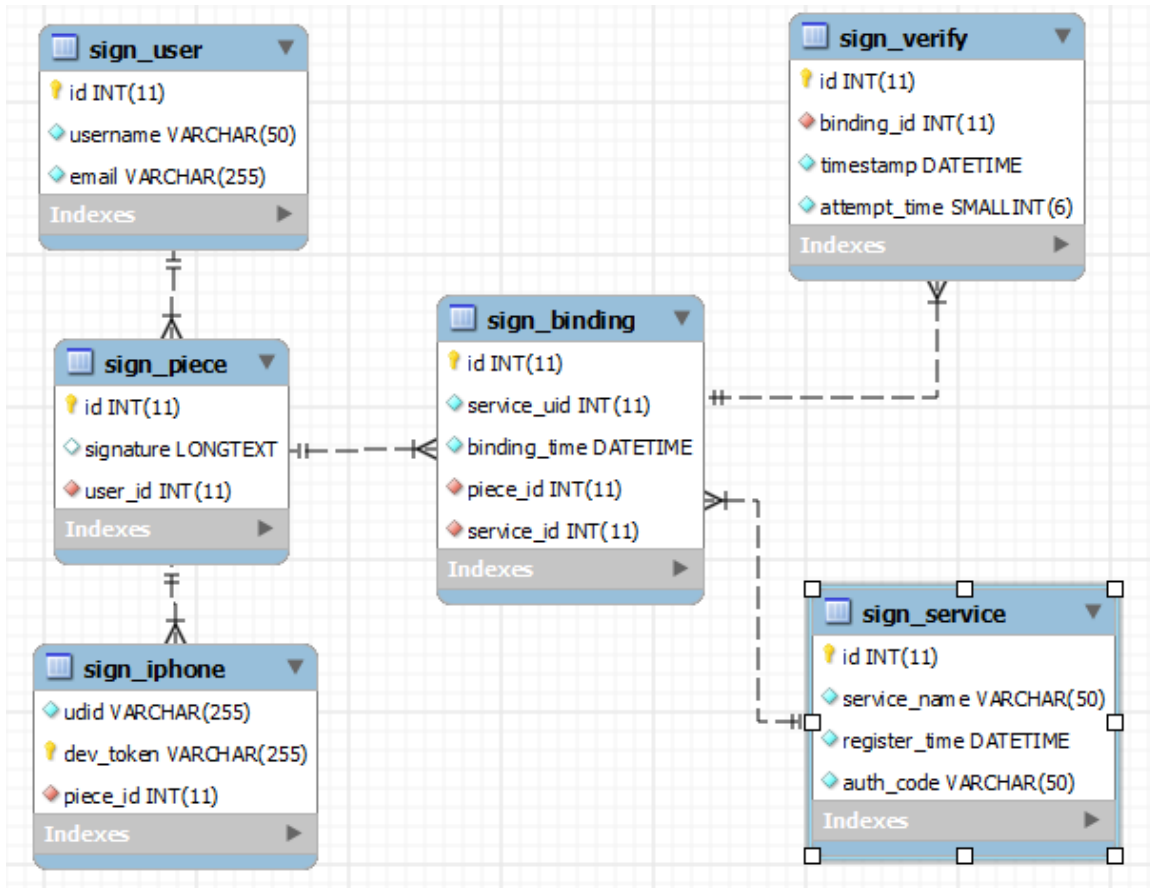 sign_user
id INT(11)
username VARCHAR(50)
email VARCHAR(255)
Indexes
sign_verify
id INT(11)
binding_id INT(11)
timestamp DATETIME
attempt_time SMALLINT(6)
Indexes
sign_piece
id INT(11)
signature LONGTEXT
user_id INT(11)
Indexes
sign_binding
id INT(11)
service_uid INT(11)
binding_time DATETIME
piece_id INT(11)
service_id INT(11)
Indexes
sign_iphone
udid VARCHAR(255)
dev_token VARCHAR(255)
piece_id INT(11)
Indexes
sign_service
id INT(11)
service_name VARCHAR(50)
register_time DATETIME
auth_code VARCHAR(50)
Indexes